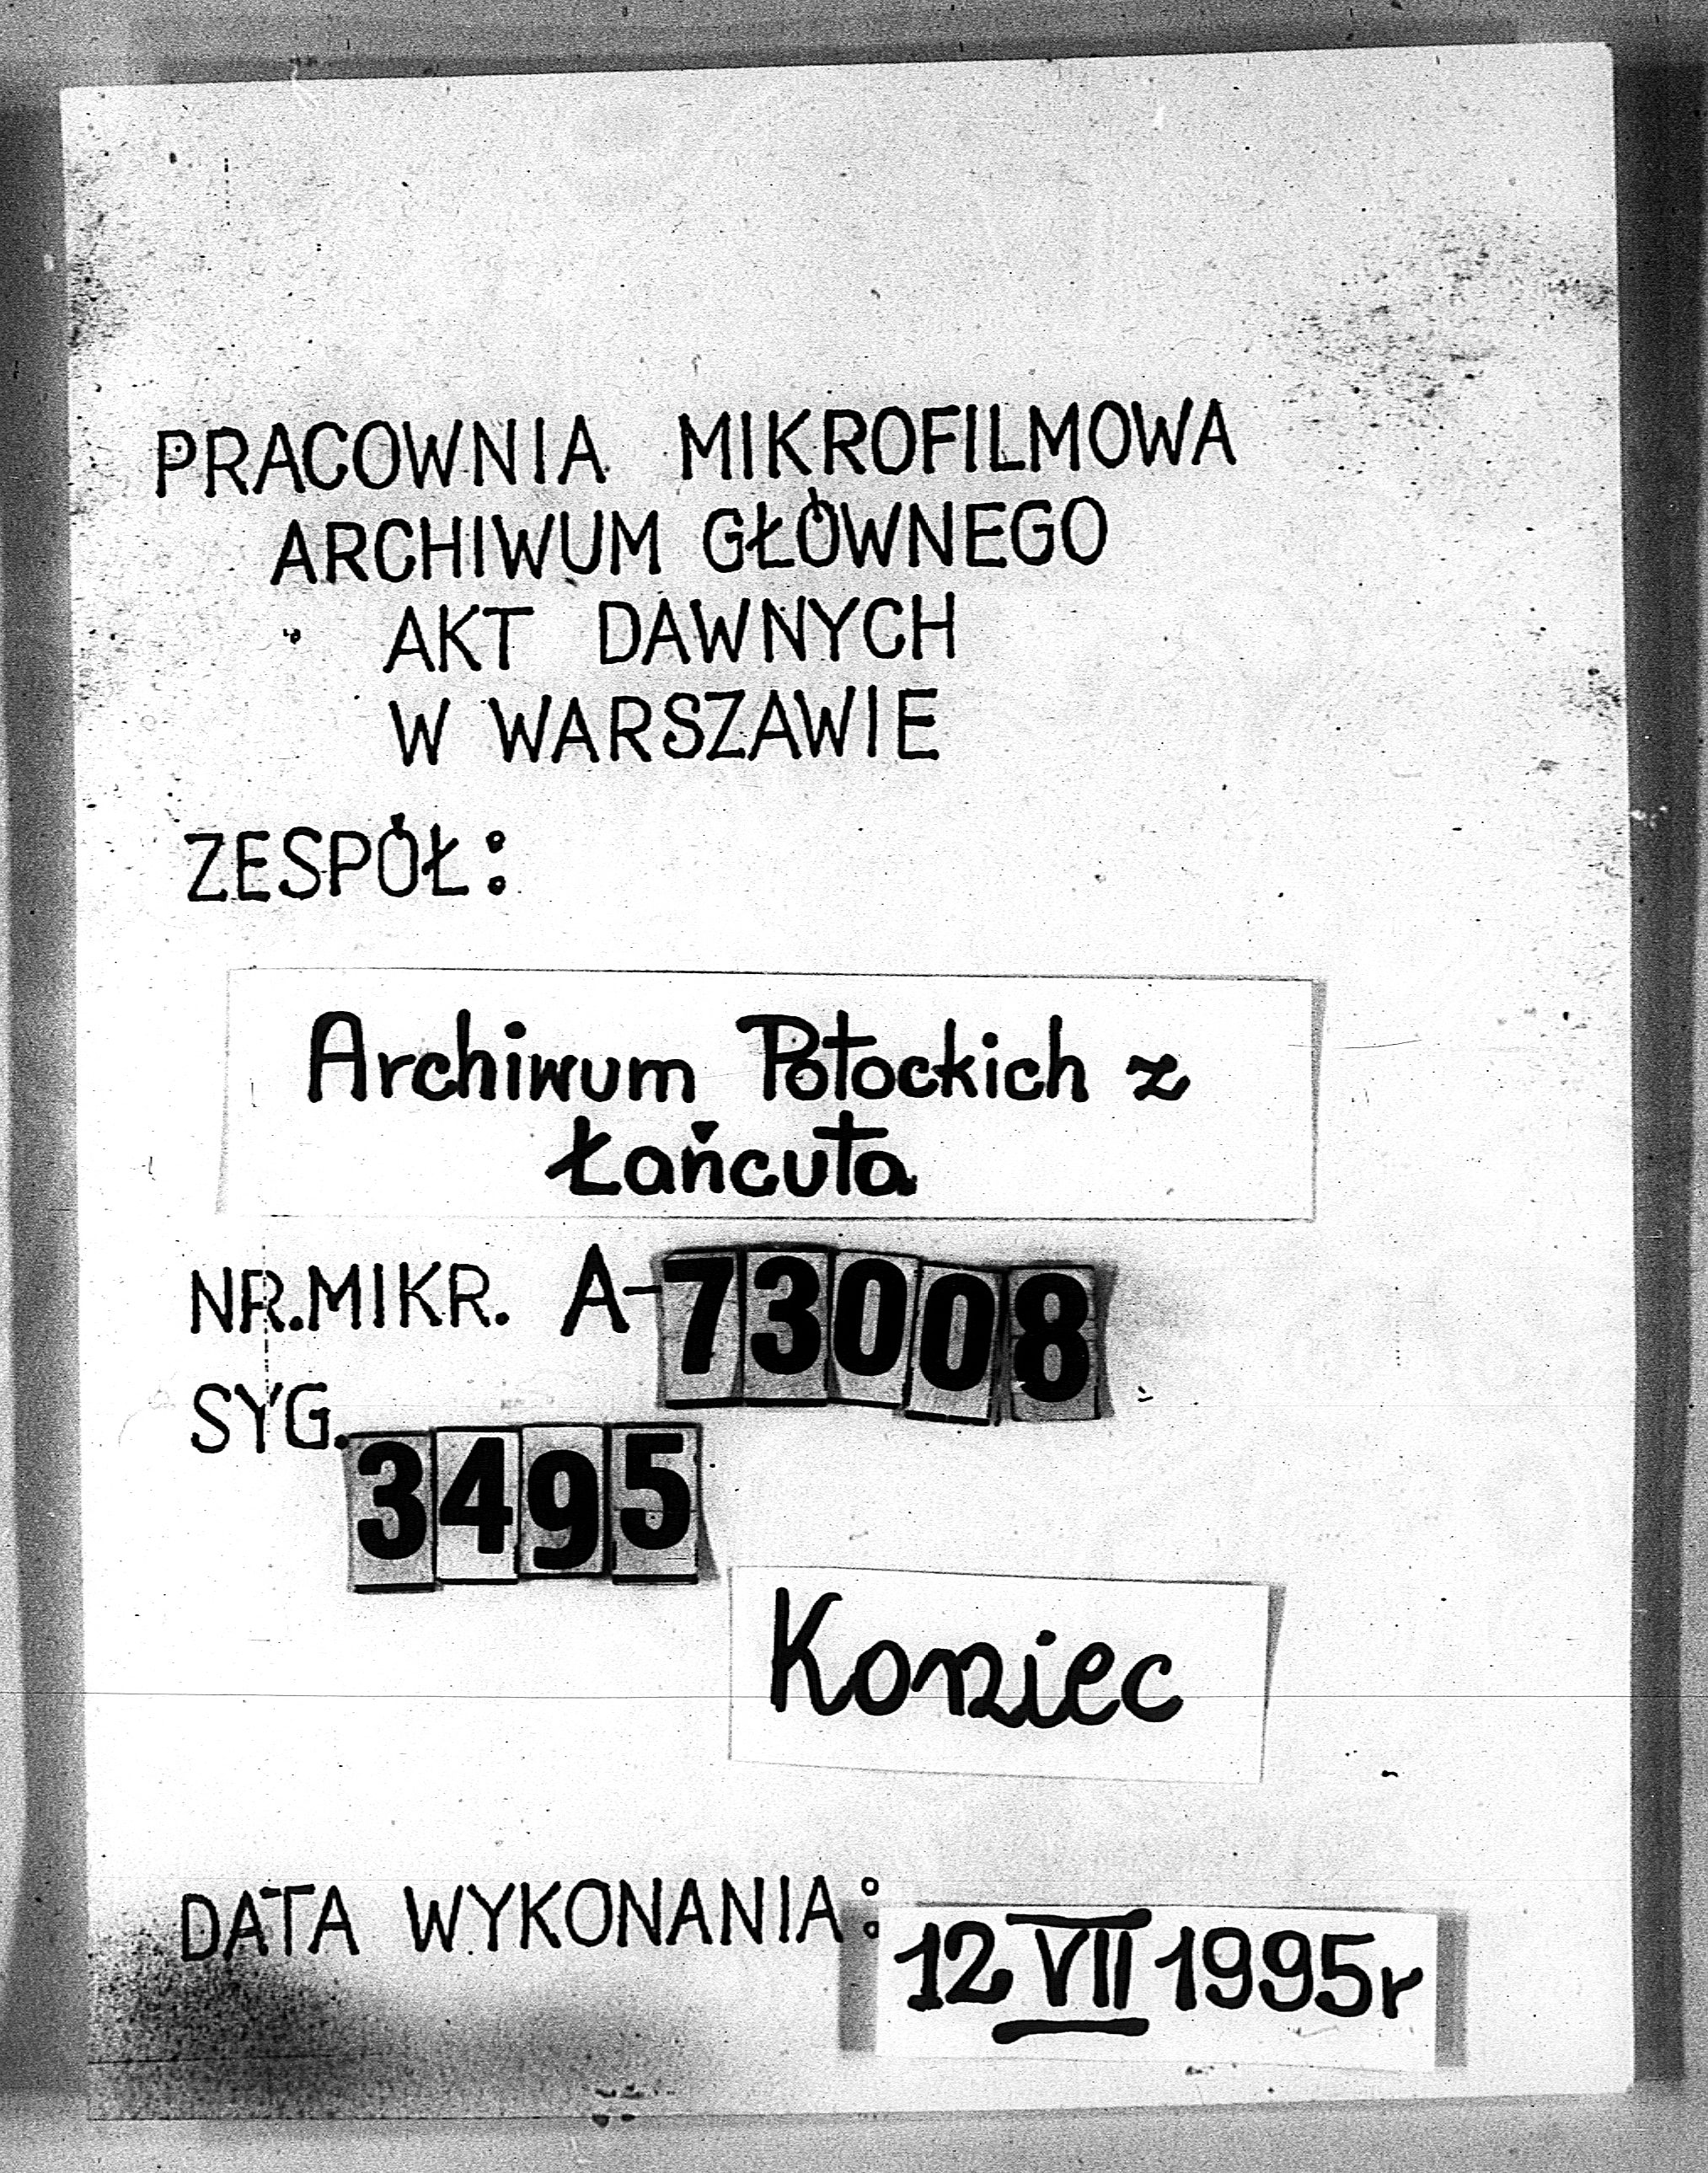 PRACOWNIA MIKROFILMOWA
ARCHIWUM GŁÓWNEGO
AKT DAWNYCH
W WARSZAWIE
ZESPÓŁ:
Archiwum Potockich z
Łańcuta
NR.MIKR. A-73008
SYG. 3495
Koniec
DATA WYKONANIA: 12 VII 1995r